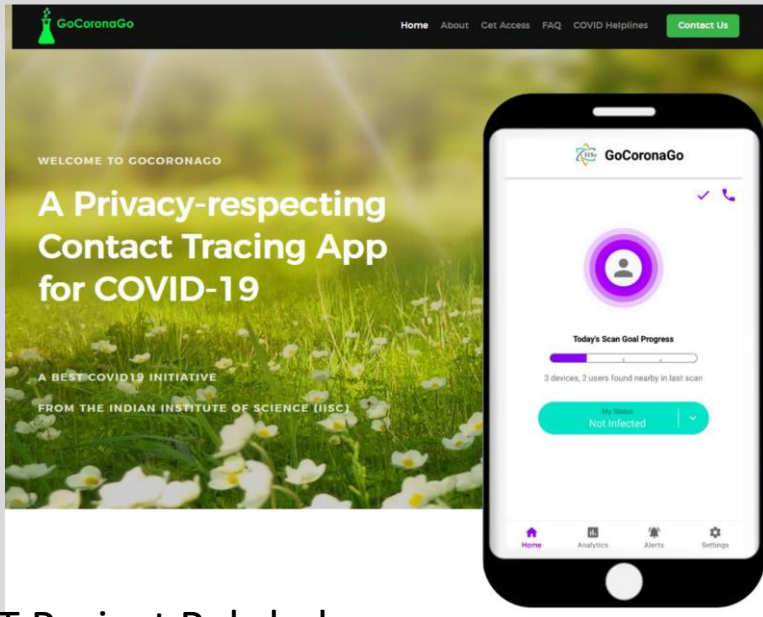 GoCoronaGo
Home About Get Access FAQ COVID Helplines Contact Us
WELCOME TO GOCORONAGO
A Privacy-respecting
Contact Tracing App
for COVID-19
A BEST COVID19 INITIATIVE
FROM THE INDIAN INSTITUTE OF SCIENCE (IISC)
GoCoronaGo
Today's Scan Goal Progress
3 devices, 2 users found nearby in last scan
My Status
Not Infected
Home Analytics Alerts Settings